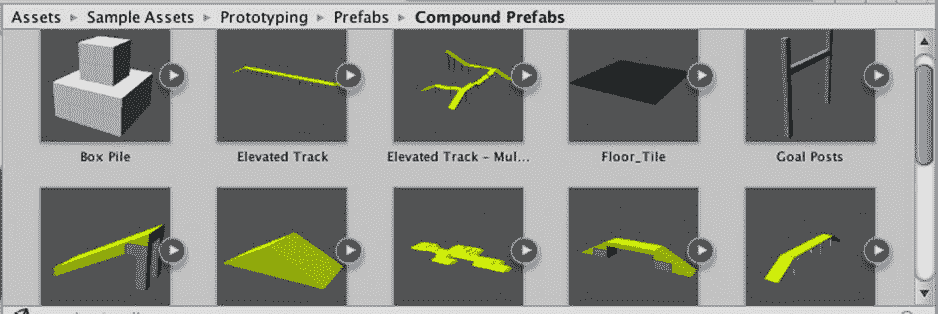 Assets ▸ Sample Assets ▸ Prototyping ▸ Prefabs ▸ Compound Prefabs
Box Pile
Elevated Track
Elevated Track - Mul...
Floor_Tile
Goal Posts